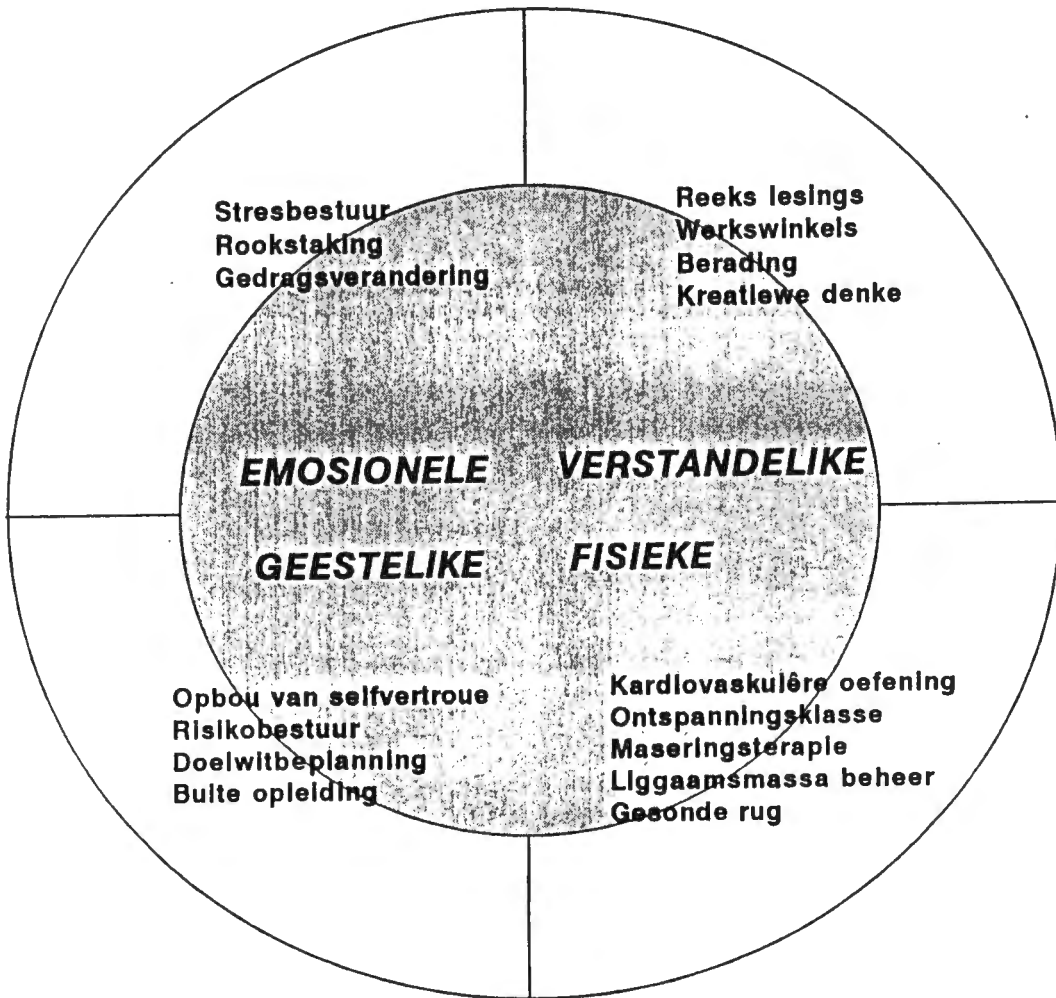 Stresbestuur
Rookstaking
Gedragsverandering
Reeks lesings
Werkswinkels
Berading
Kreatiewe denke
EMOSIONELE
VERSTANDELIKE
GEESTELIKE
FISIEKE
Opbou van selfvertroue
Risikobestuur
Doelwitbeplanning
Buite opleiding
Kardiovaskulêre oefening
Ontspanningsklasse
Maseringsterapie
Liggaamsmassa beheer
Gesonde rug